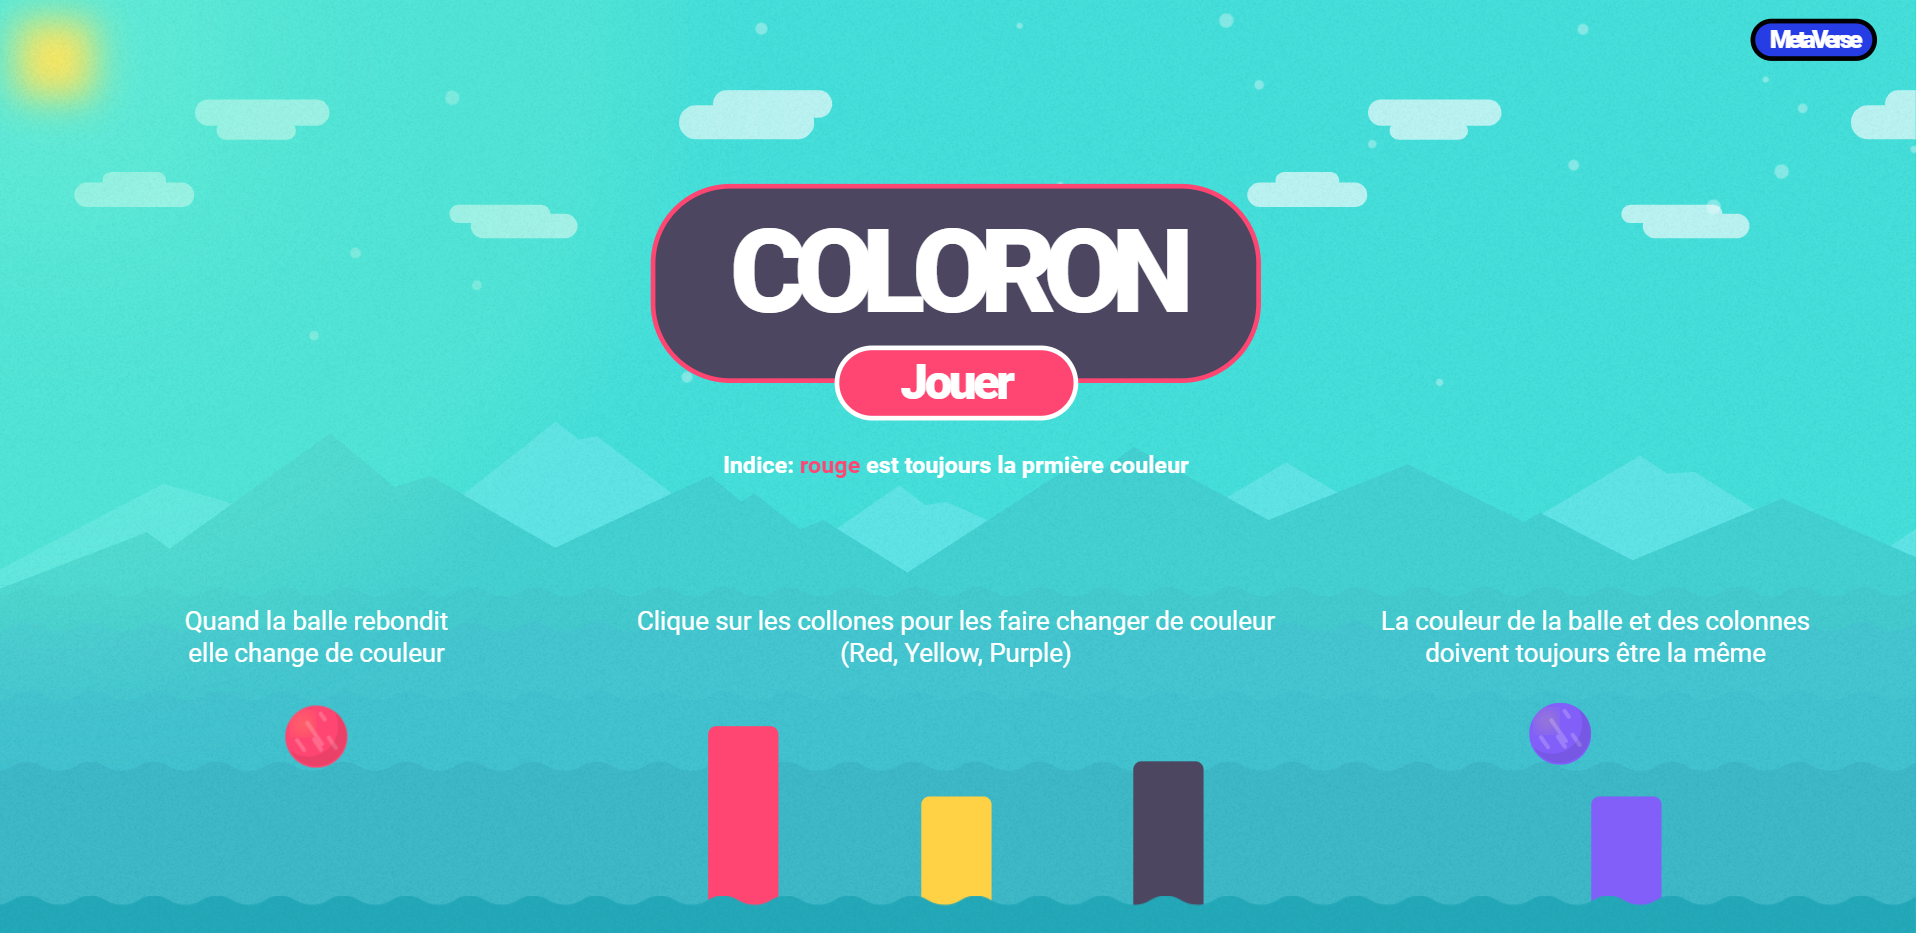 MetaVerse
COLORON
Jouer
Indice: rouge est toujours la prmière couleur
Quand la balle rebondit
elle change de couleur
Clique sur les collones pour les faire changer de couleur
(Red, Yellow, Purple)
La couleur de la balle et des colonnes
doivent toujours être la même